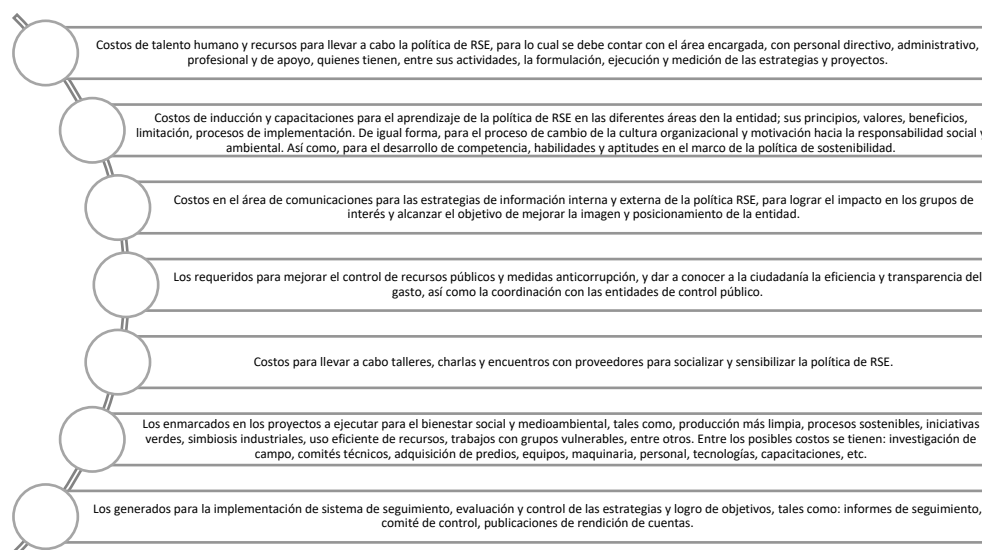 Costos de talento humano y recursos para llevar a cabo la política de RSE, para lo cual se debe contar con el área encargada, con personal directivo, administrativo,
profesional y de apoyo, quienes tienen, entre sus actividades, la formulación, ejecución y medición de las estrategias y proyectos.
Costos de inducción y capacitaciones para el aprendizaje de la política de RSE en las diferentes áreas den la entidad; sus principios, valores, beneficios,
limitación, procesos de implementación. De igual forma, para el proceso de cambio de la cultura organizacional y motivación hacia la responsabilidad social y
ambiental. Así como, para el desarrollo de competencia, habilidades y aptitudes en el marco de la política de sostenibilidad.
Costos en el área de comunicaciones para las estrategias de información interna y externa de la política RSE, para lograr el impacto en los grupos de
interés y alcanzar el objetivo de mejorar la imagen y posicionamiento de la entidad.
Los requeridos para mejorar el control de recursos públicos y medidas anticorrupción, y dar a conocer a la ciudadanía la eficiencia y transparencia del
gasto, así como la coordinación con las entidades de control público.
Costos para llevar a cabo talleres, charlas y encuentros con proveedores para socializar y sensibilizar la política de RSE.
Los enmarcados en los proyectos a ejecutar para el bienestar social y medioambiental, tales como, producción más limpia, procesos sostenibles, iniciativas
verdes, simbiosis industriales, uso eficiente de recursos, trabajos con grupos vulnerables, entre otros. Entre los posibles costos se tienen: investigación de
campo, comités técnicos, adquisición de predios, equipos, maquinaria, personal, tecnologías, capacitaciones, etc.
Los generados para la implementación de sistema de seguimiento, evaluación y control de las estrategias y logro de objetivos, tales como: informes de seguimiento,
comité de control, publicaciones de rendición de cuentas.